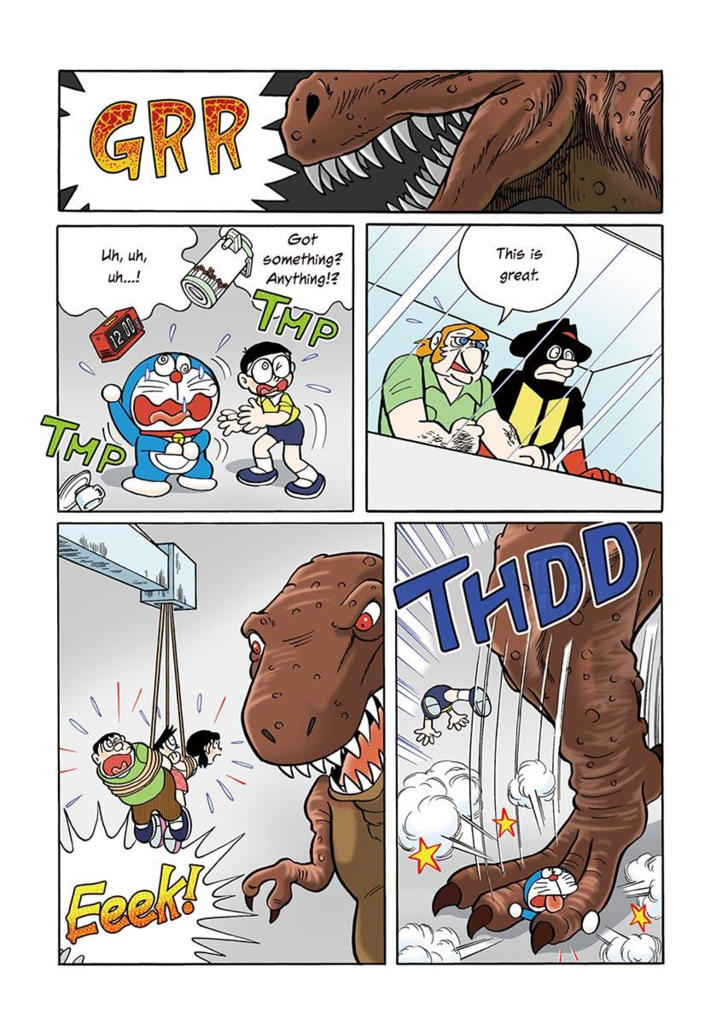 GRR
Uh, uh,
uh...!
Got
something?
Anything!?
TMP
12:00
TMP
This is
great.
Eeek!
THDD